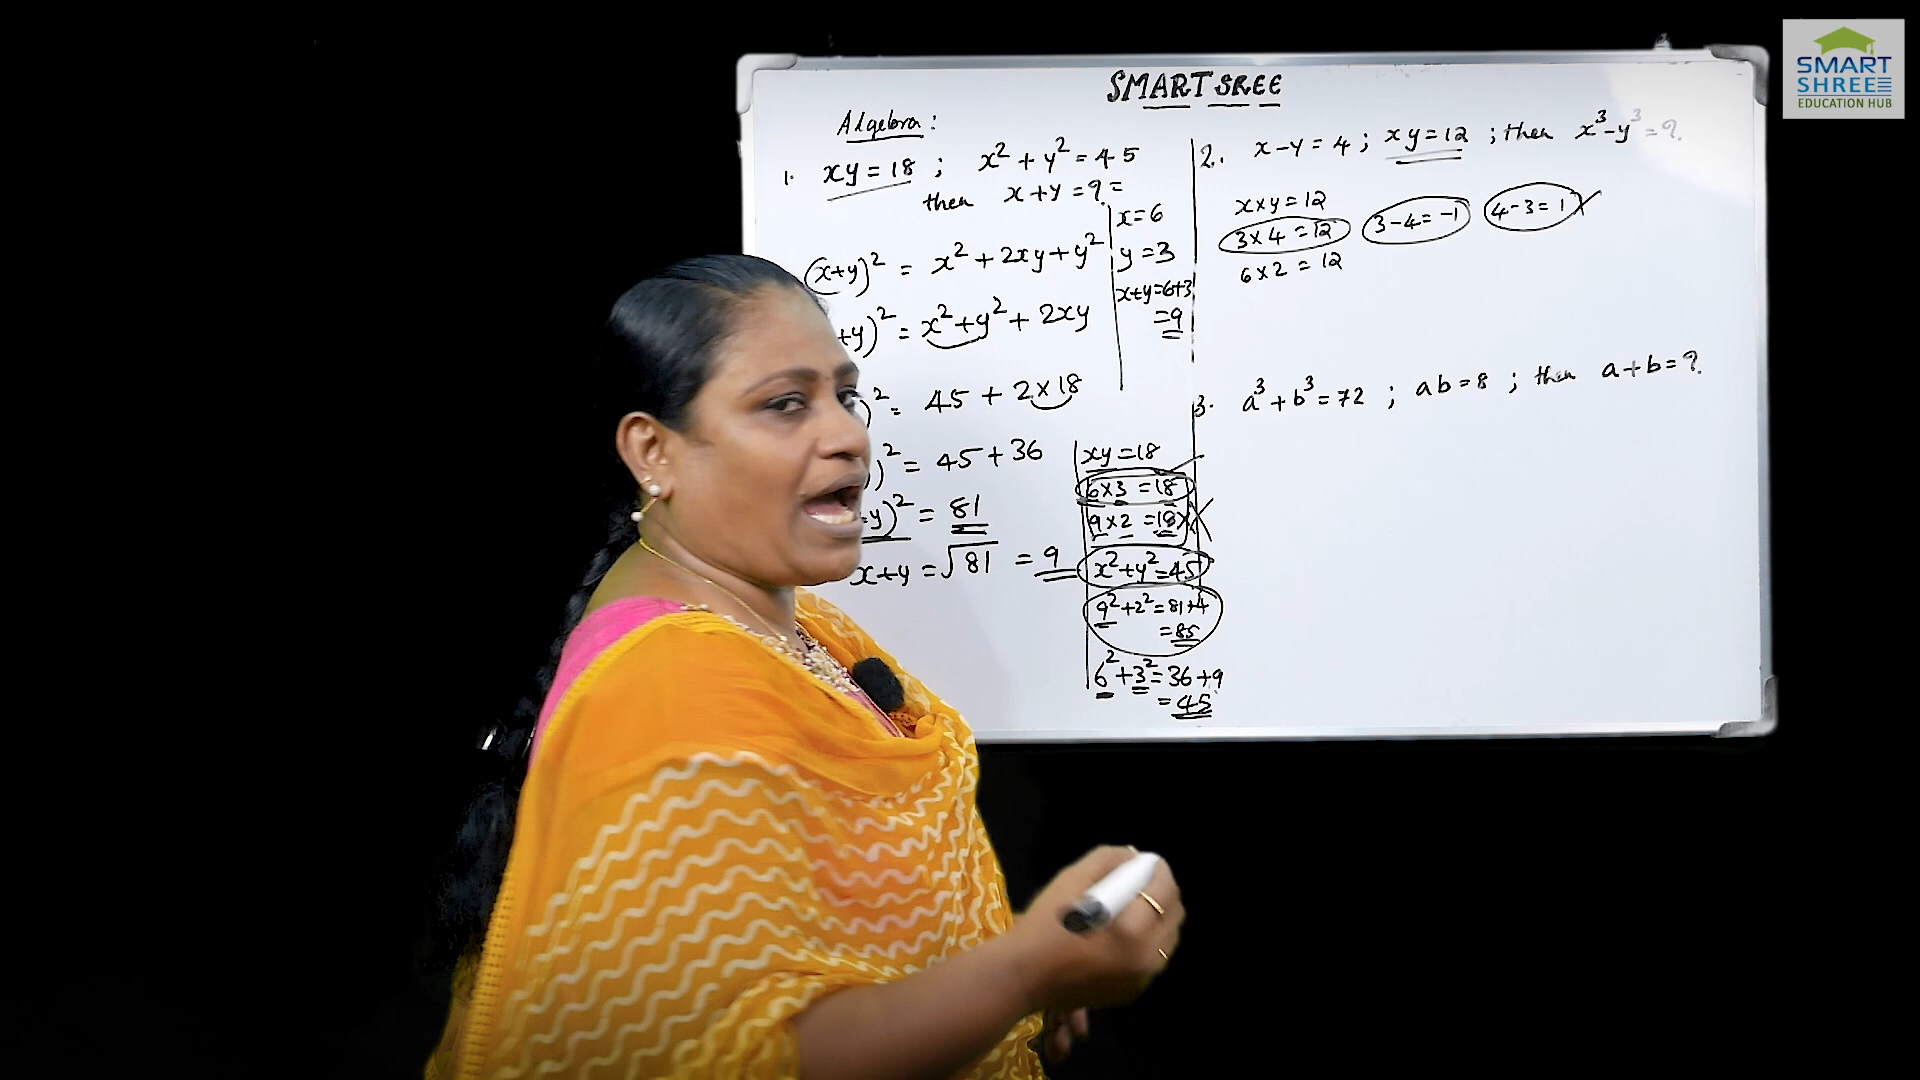 SMART SREE
Algebra:
1. xy = 18 ; x² + y² = 45
then x + y = ? =
(x+y)² = x² + 2xy + y²
+y)² = x² + y² + 2xy
)² = 45 + 2 × 18
)² = 45 + 36
+y)² = 81
x+y = √81 = 9
x = 6
y = 3
x+y = 6+3
= 9
xy = 18
6 × 3 = 18
9 × 2 = 18
x² + y² = 45
9² + 2² = 81 + 4
= 85
6² + 3² = 36 + 9
= 45
2. x - y = 4 ; xy = 12 ; then x³ - y³ = ?
x × y = 12
3 × 4 = 12
3 - 4 = -1
4 - 3 = 1
6 × 2 = 12
3. a³ + b³ = 72 ; ab = 8 ; then a + b = ?
SMART
SHREE
EDUCATION HUB